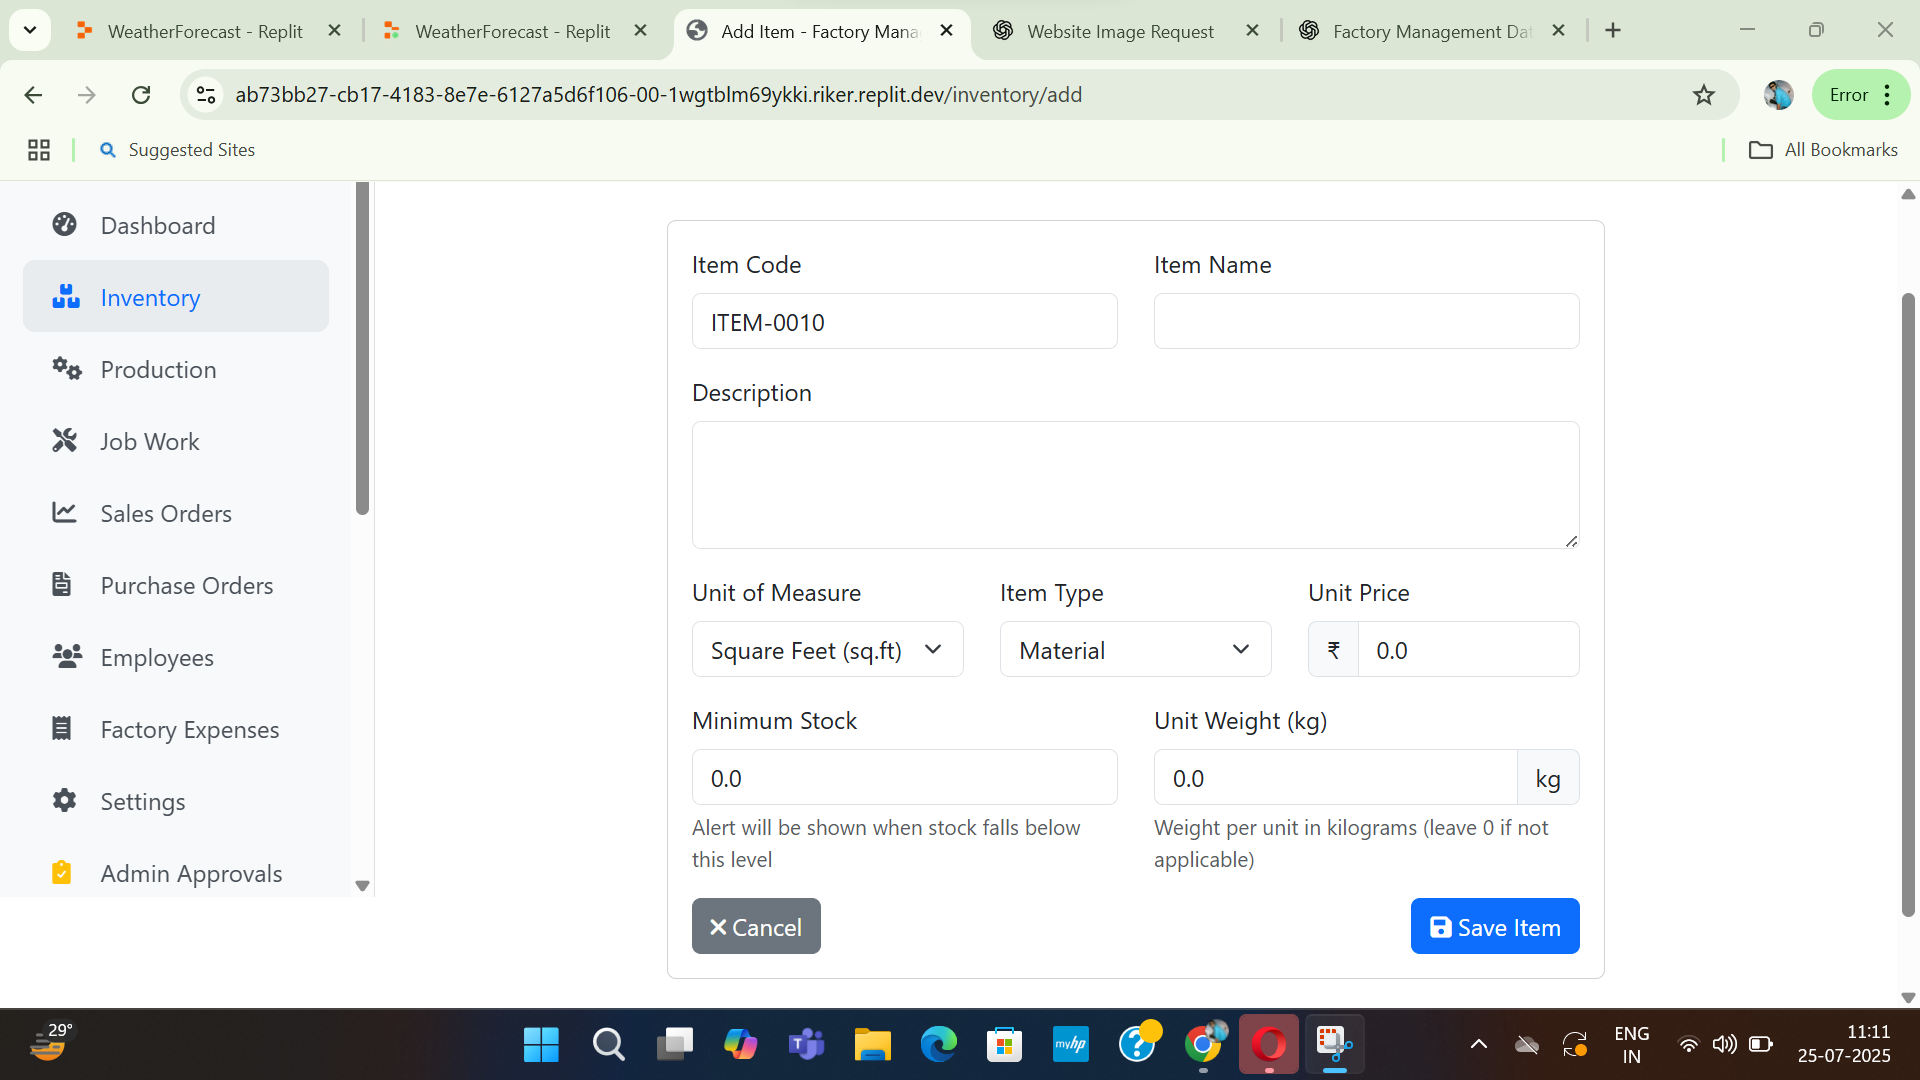 WeatherForecast - Replit
WeatherForecast - Replit
Add Item - Factory Mana
Website Image Request
Factory Management Dat
ab73bb27-cb17-4183-8e7e-6127a5d6f106-00-1wgtblm69ykki.riker.replit.dev/inventory/add
Error
Suggested Sites
All Bookmarks
Dashboard
Inventory
Production
Job Work
Sales Orders
Purchase Orders
Employees
Factory Expenses
Settings
Admin Approvals
Item Code
Item Name
ITEM-0010
Description
Unit of Measure
Item Type
Unit Price
Square Feet (sq.ft)
Material
₹ 0.0
Minimum Stock
Unit Weight (kg)
0.0
0.0 kg
Alert will be shown when stock falls below
this level
Weight per unit in kilograms (leave 0 if not
applicable)
Cancel
Save Item
29°
myhp
ENG
IN
11:11
25-07-2025